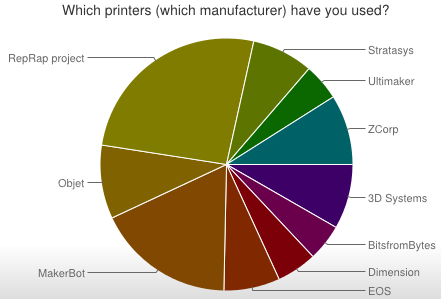 Which printers (which manufacturer) have you used?
RepRap project
Stratasys
Ultimaker
ZCorp
Objet
3D Systems
BitsfromBytes
MakerBot
Dimension
EOS